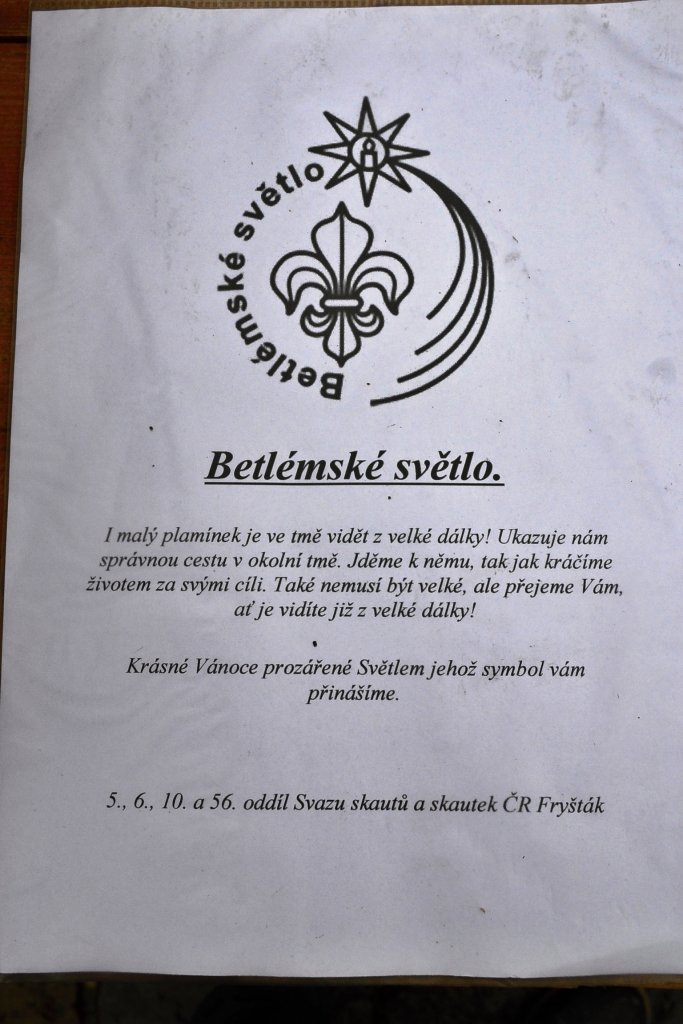 Betlémské světlo
Betlémské světlo.
I malý plamínek je ve tmě vidět z velké dálky! Ukazuje nám
správnou cestu v okolní tmě. Jděme k němu, tak jak kráčíme
životem za svými cíli. Také nemusí být velké, ale přejeme Vám,
ať je vidíte již z velké dálky!
Krásné Vánoce prozářené Světlem jehož symbol vám
přinášíme.
5., 6., 10. a 56. oddíl Svazu skautů a skautek ČR Fryšták